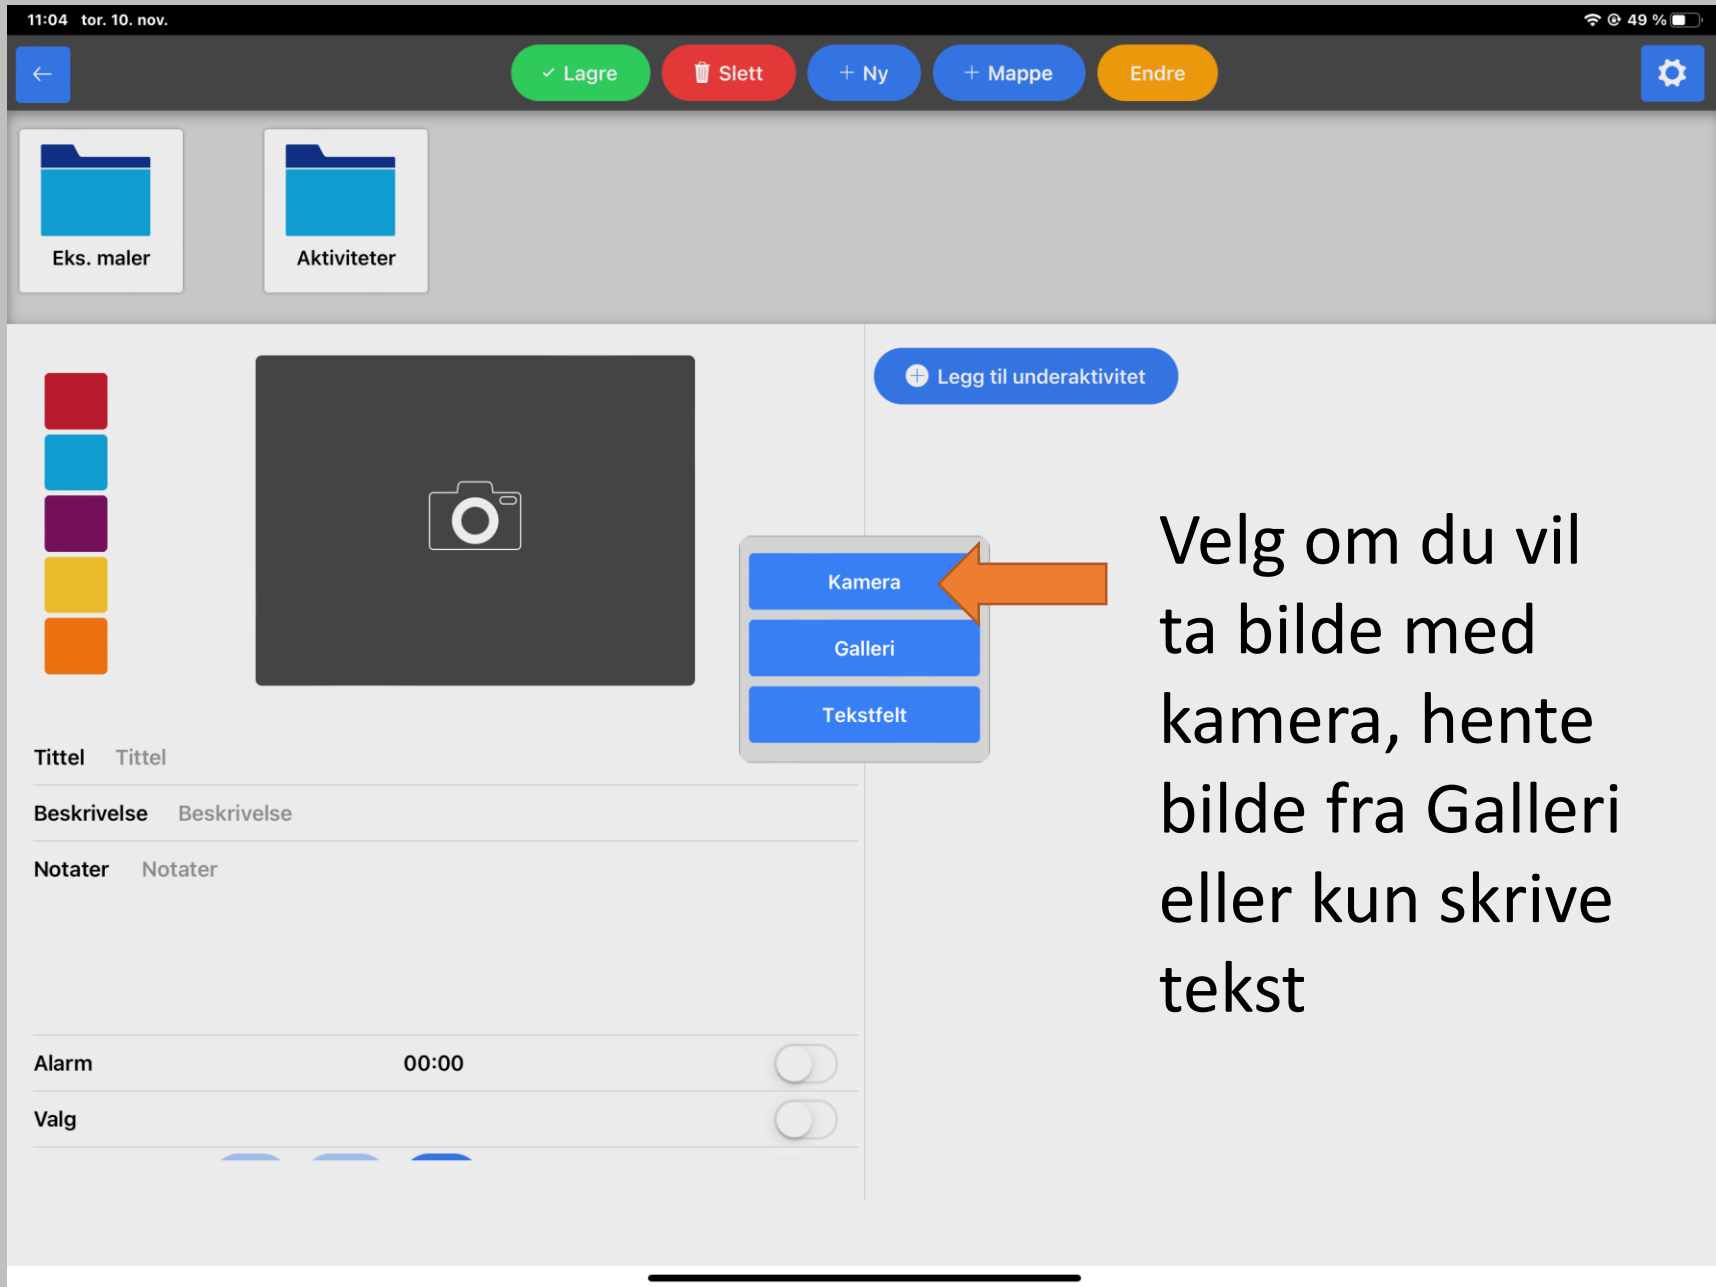 11:04 tor. 10. nov.
49 %
Lagre
Slett
+ Ny
+ Mappe
Endre
Eks. maler
Aktiviteter
Legg til underaktivitet
Kamera
Galleri
Tekstfelt
Velg om du vil
ta bilde med
kamera, hente
bilde fra Galleri
eller kun skrive
tekst
Tittel Tittel
Beskrivelse Beskrivelse
Notater Notater
Alarm 00:00
Valg